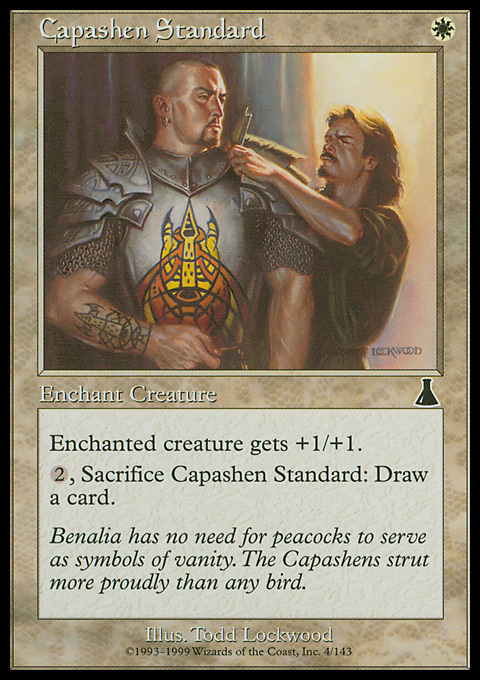 Capashen Standard
LOCKWOOD
Enchant Creature
Enchanted creature gets +1/+1.
2, Sacrifice Capashen Standard: Draw
a card.
Benalia has no need for peacocks to serve
as symbols of vanity. The Capashens strut
more proudly than any bird.
Illus. Todd Lockwood
©1993–1999 Wizards of the Coast, Inc. 4/143